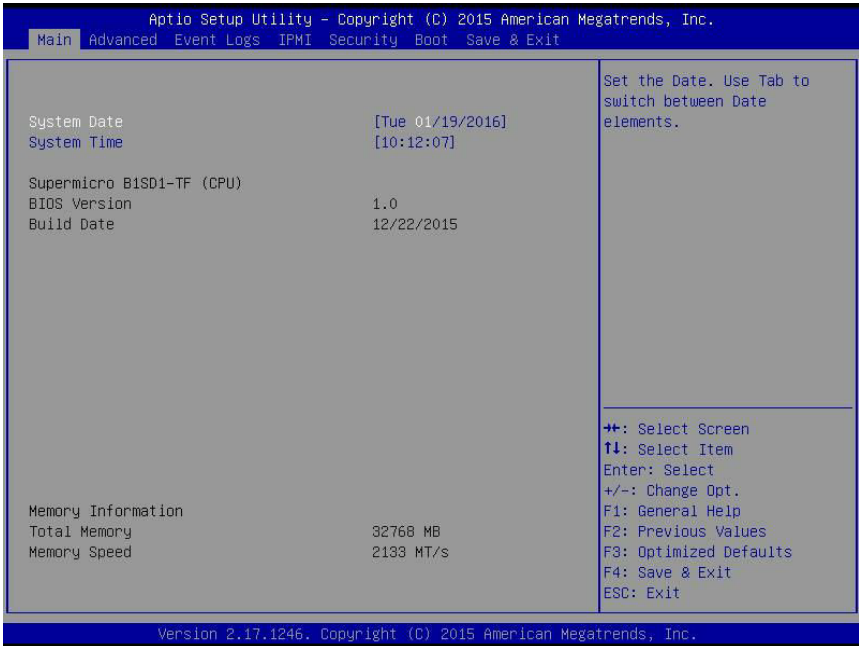 Aptio Setup Utility – Copyright (C) 2015 American Megatrends, Inc.
Main Advanced Event Logs IPMI Security Boot Save & Exit
Set the Date. Use Tab to
switch between Date
elements.
System Date [Tue 01/19/2016]
System Time [10:12:07]
Supermicro B1SD1-TF (CPU)
BIOS Version 1.0
Build Date 12/22/2015
Memory Information
Total Memory 32768 MB
Memory Speed 2133 MT/s
→←: Select Screen
↑↓: Select Item
Enter: Select
+/-: Change Opt.
F1: General Help
F2: Previous Values
F3: Optimized Defaults
F4: Save & Exit
ESC: Exit
Version 2.17.1246. Copyright (C) 2015 American Megatrends, Inc.